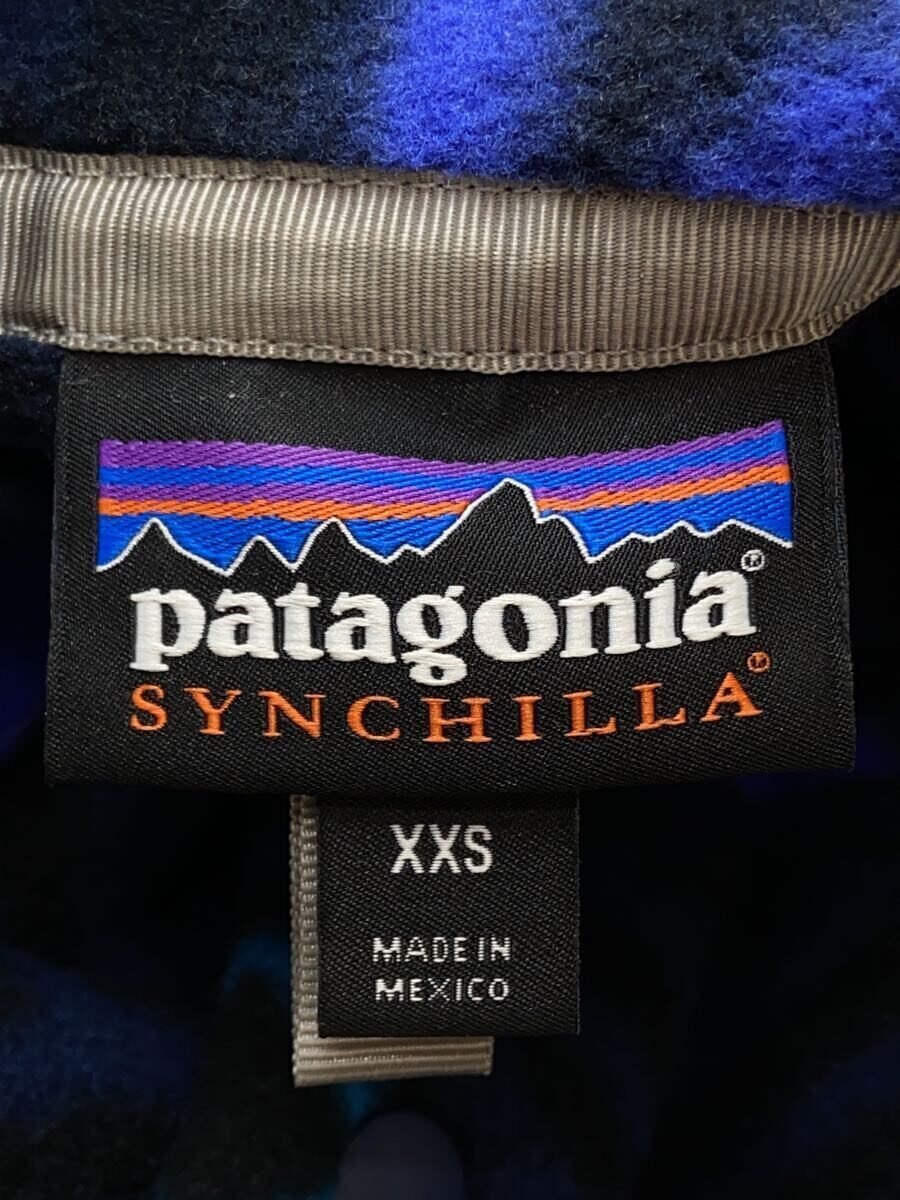 patagonia®
SYNCHILLA®
XXS
MADE IN
MEXICO